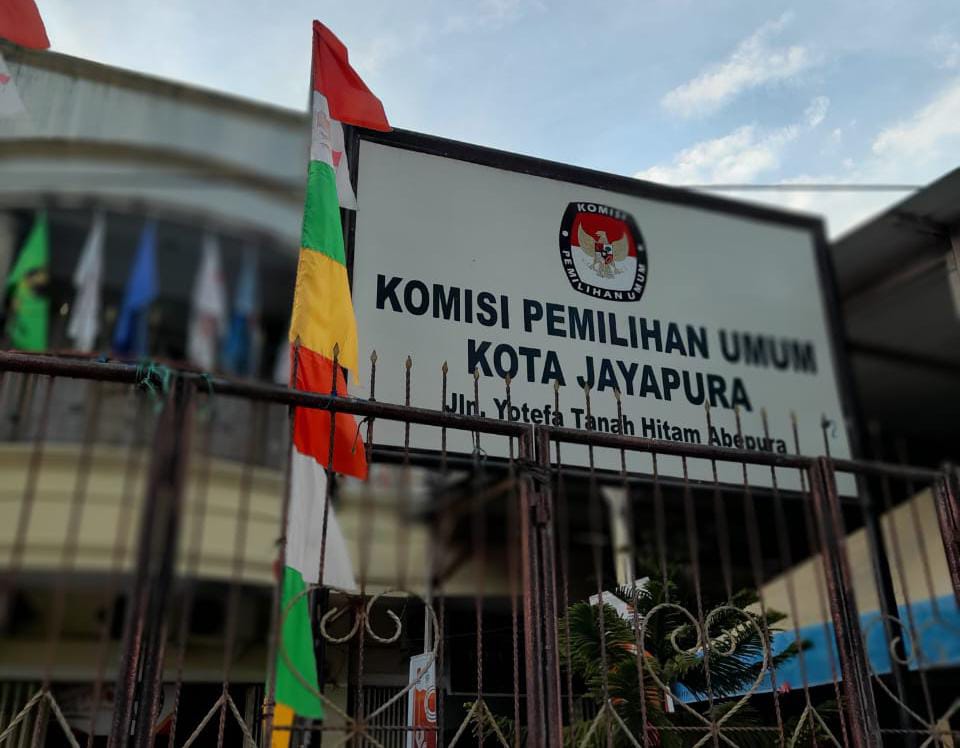 KOMISI
PEMILIHAN UMUM
KOMISI PEMILIHAN UMUM
KOTA JAYAPURA
Jln. Yotefa Tanah Hitam Abepura